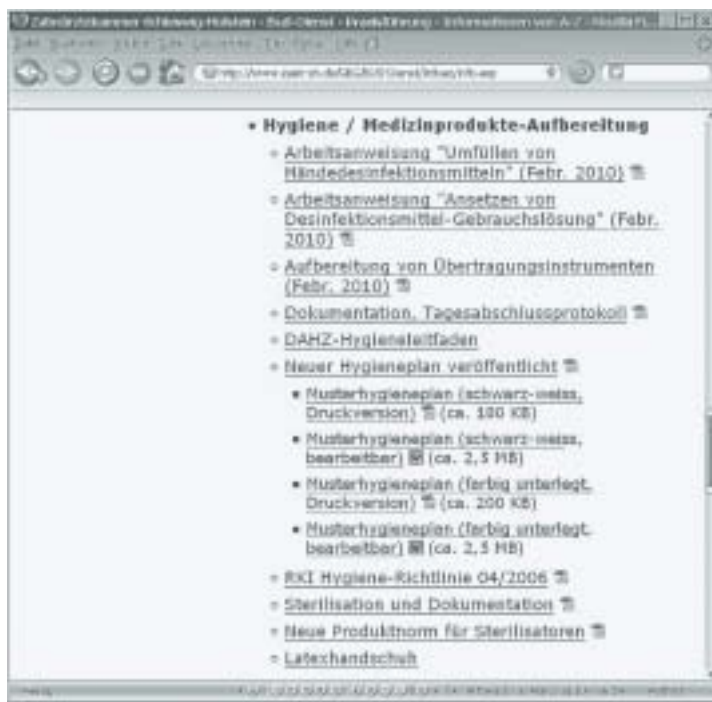 • Hygiene / Medizinprodukte-Aufbereitung
Arbeitsanweisung "Umfüllen von
Händedesinfektionsmitteln" (Febr. 2010)
Arbeitsanweisung "Ansetzen von
Desinfektionsmittel-Gebrauchslösung" (Febr.
2010)
Aufbereitung von Übertragungsinstrumenten
(Febr. 2010)
Dokumentation, Tagesabschlussprotokoll
DAHZ-Hygieneleitfaden
Neuer Hygieneplan veröffentlicht
• Musterhygieneplan (schwarz-weiss,
Druckversion) (ca. 100 KB)
• Musterhygieneplan (schwarz-weiss,
bearbeitbar) (ca. 2,5 MB)
• Musterhygieneplan (farbig unterlegt,
Druckversion) (ca. 200 KB)
• Musterhygieneplan (farbig unterlegt,
bearbeitbar) (ca. 2,5 MB)
RKI Hygiene-Richtlinie 04/2006
Sterilisation und Dokumentation
Neue Produktnorm für Sterilisatoren
Latexhandschuh